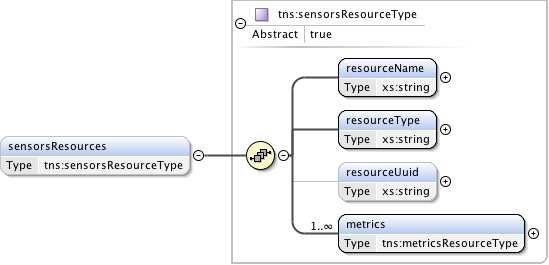 tns:sensorsResourceType
Abstract true
resourceName
Type xs:string
resourceType
Type xs:string
sensorsResources
Type tns:sensorsResourceType
resourceUuid
Type xs:string
1..∞
metrics
Type tns:metricsResourceType